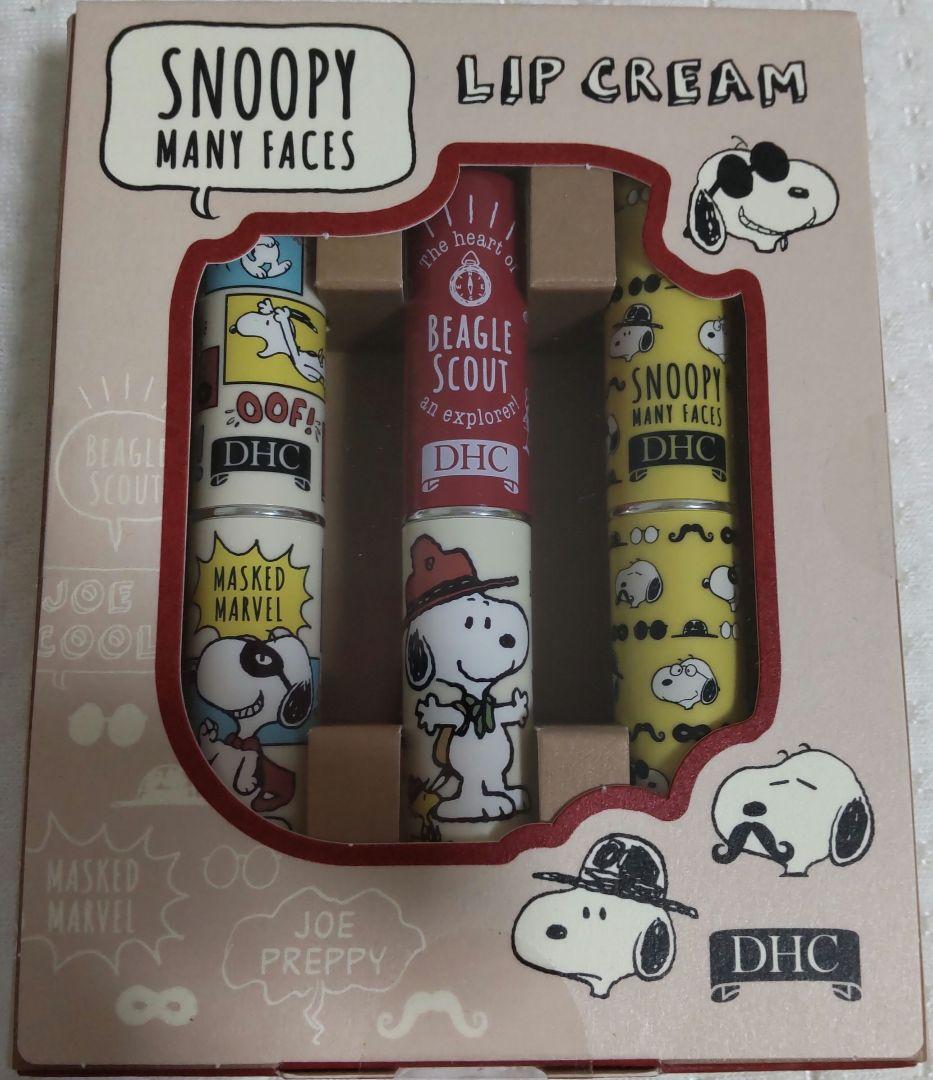 SNOOPY
MANY FACES
LIP CREAM
OOF!
DHC
MASKED
MARVEL
The heart of
BEAGLE
SCOUT
an explorer!
DHC
SNOOPY
MANY FACES
DHC
BEAGLE
SCOUT
JOE
COOL
MASKED
MARVEL
JOE
PREPPY
DHC